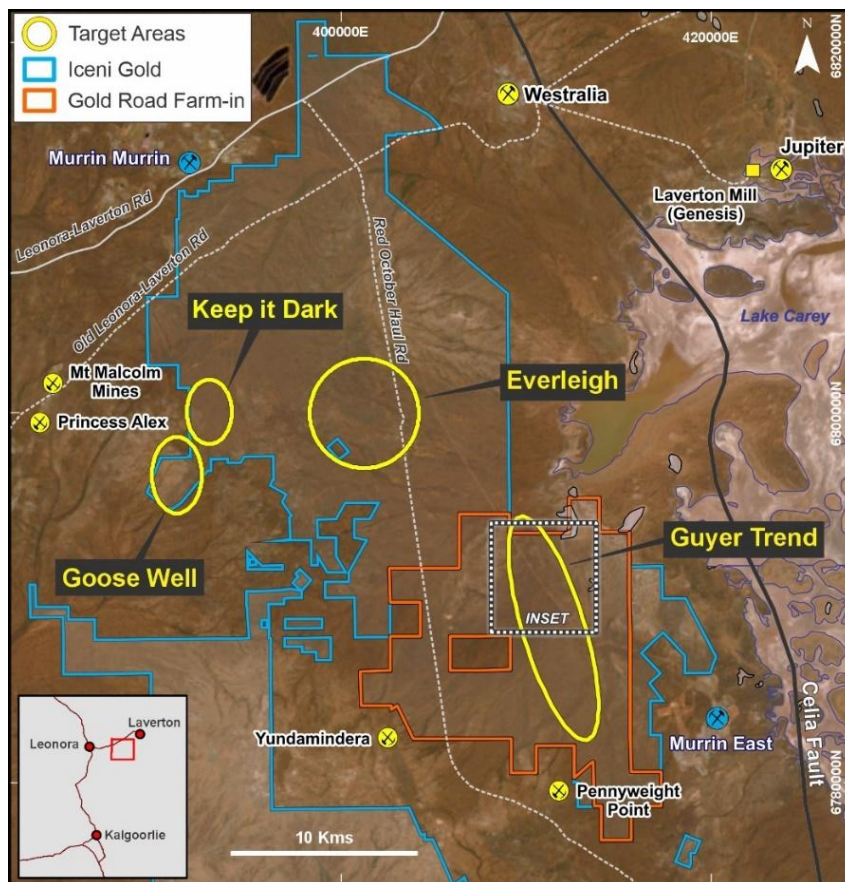 Target Areas
Iceni Gold
Gold Road Farm-in
400000E
420000E
N
6820000N
Westralia
Murrin Murrin
Jupiter
Laverton Mill
(Genesis)
Leonora-Laverton Rd
Old Leonora-Laverton Rd
Red October Haul Rd
Keep it Dark
Lake Carey
Everleigh
Mt Malcolm
Mines
Princess Alex
6800000N
Goose Well
Guyer Trend
INSET
Celia Fault
Laverton
Leonora
Kalgoorlie
Yundamindera
Murrin East
6780000N
Pennyweight
Point
10 Kms